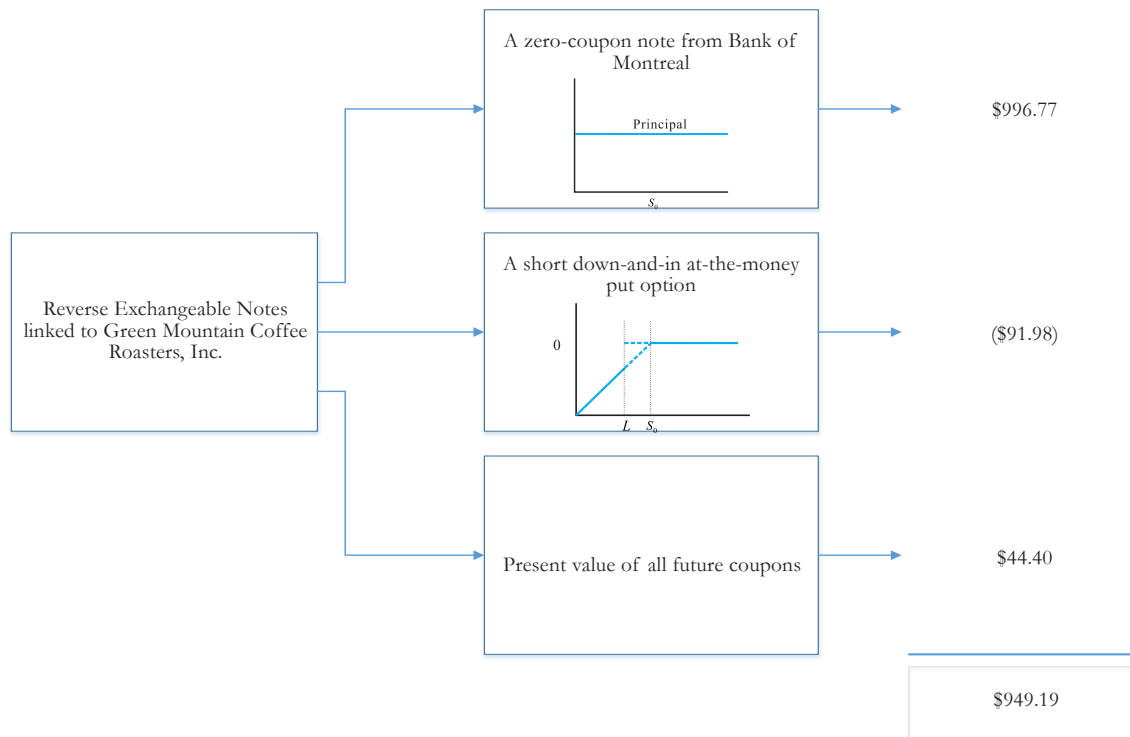 A zero-coupon note from Bank of
Montreal
Principal
S₀
$996.77
Reverse Exchangeable Notes
linked to Green Mountain Coffee
Roasters, Inc.
A short down-and-in at-the-money
put option
0
L S₀
($91.98)
Present value of all future coupons
$44.40
$949.19